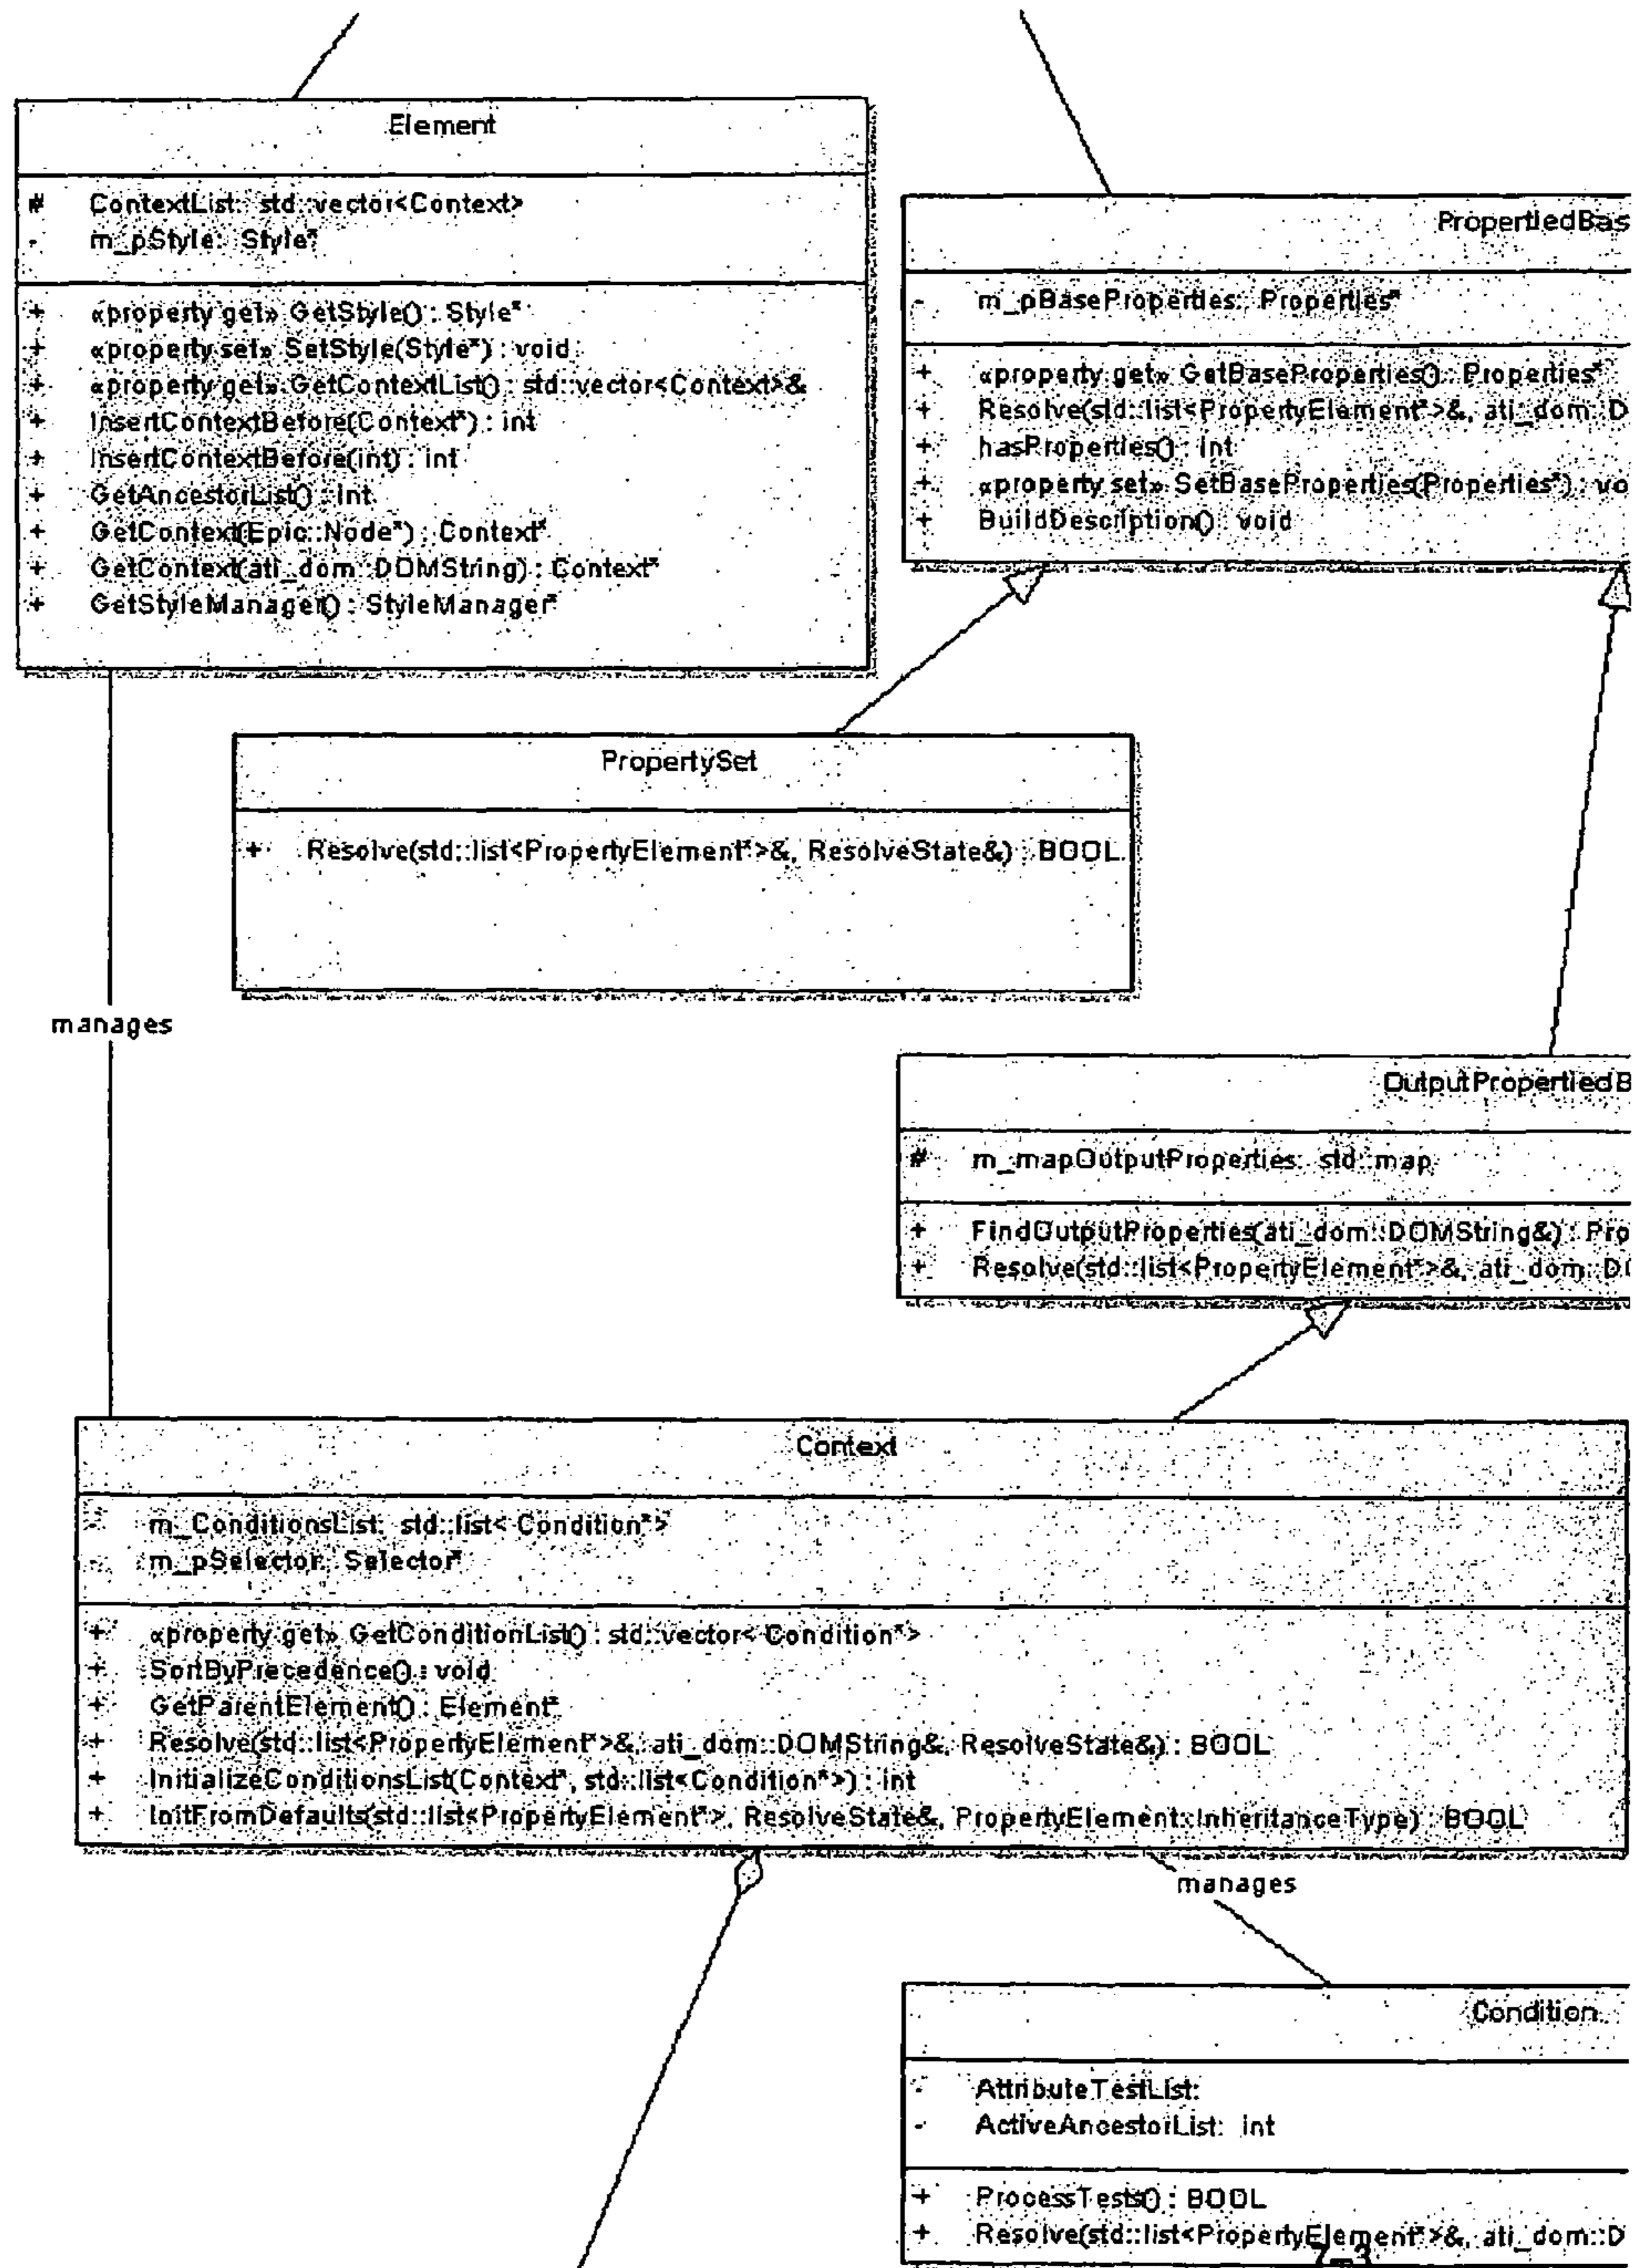 Element
# ContextList: std::vector<Context>
- m_pStyle: Style*
+ «property get» GetStyle() : Style*
+ «property set» SetStyle(Style*) : void
+ «property get» GetContextList() : std::vector<Context>&
+ InsertContextBefore(Context*) : int
+ InsertContextBefore(int) : int
+ GetAncestorList() : int
+ GetContext(Epic::Node*) : Context*
+ GetContext(ati_dom::DOMString) : Context*
+ GetStyleManager() : StyleManager*
PropertiedBas
- m_pBaseProperties: Properties*
+ «property get» GetBaseProperties() : Properties*
+ Resolve(std::list<PropertyElement*>&, ati_dom::D
+ hasProperties() : int
+ «property set» SetBaseProperties(Properties*) : vo
+ BuildDescription() : void
PropertySet
+ Resolve(std::list<PropertyElement*>&, ResolveState&) : BOOL
manages
OutputPropertiedB
# m_mapOutputProperties: std::map
+ FindOutputProperties(ati_dom::DOMString&) : Pro
+ Resolve(std::list<PropertyElement*>&, ati_dom::DO
Context
- m_ConditionsList: std::list< Condition*>
- m_pSelector: Selector*
+ «property get» GetConditionList() : std::vector< Condition*>
+ SortByPrecedence() : void
+ GetParentElement() : Element*
+ Resolve(std::list<PropertyElement*>&, ati_dom::DOMString&, ResolveState&) : BOOL
+ InitializeConditionsList(Context*, std::list<Condition*>) : int
+ InitFromDefaults(std::list<PropertyElement*>, ResolveState&, PropertyElement::InheritanceType) : BOOL
manages
Condition
- AttributeTestList:
- ActiveAncestorList: int
+ ProcessTests() : BOOL
+ Resolve(std::list<PropertyElement*>&, ati_dom::D
7-3